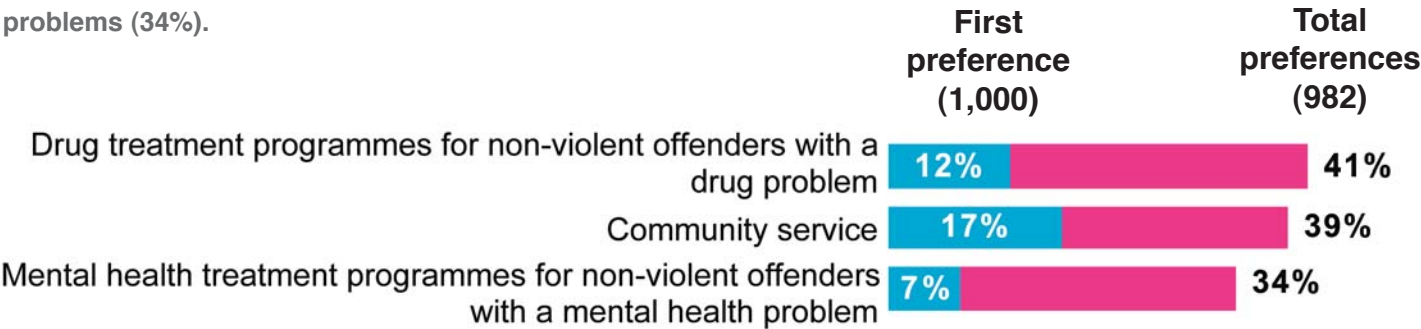 problems (34%).
First
preference
(1,000)
Total
preferences
(982)
Drug treatment programmes for non-violent offenders with a
drug problem
12%
41%
Community service
17%
39%
Mental health treatment programmes for non-violent offenders
with a mental health problem
7%
34%